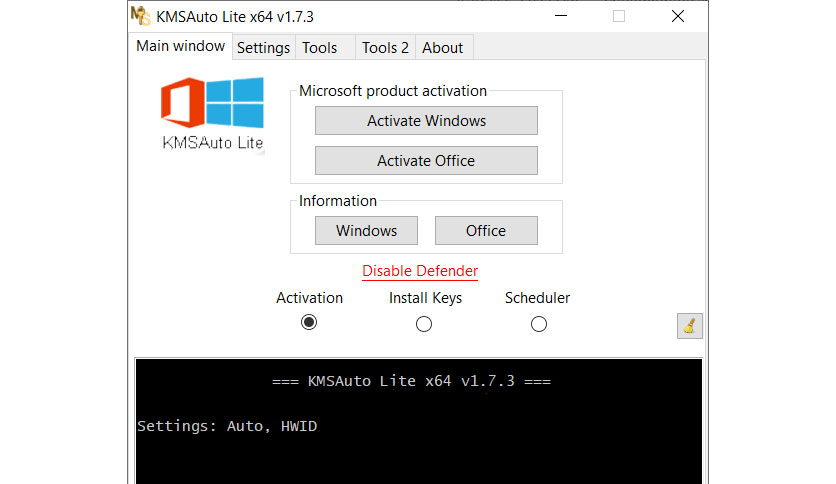 KMSAuto Lite x64 v1.7.3
Main window Settings Tools Tools 2 About
KMSAuto Lite
Microsoft product activation
Activate Windows
Activate Office
Information
Windows Office
Disable Defender
Activation Install Keys Scheduler
=== KMSAuto Lite x64 v1.7.3 ===
Settings: Auto, HWID